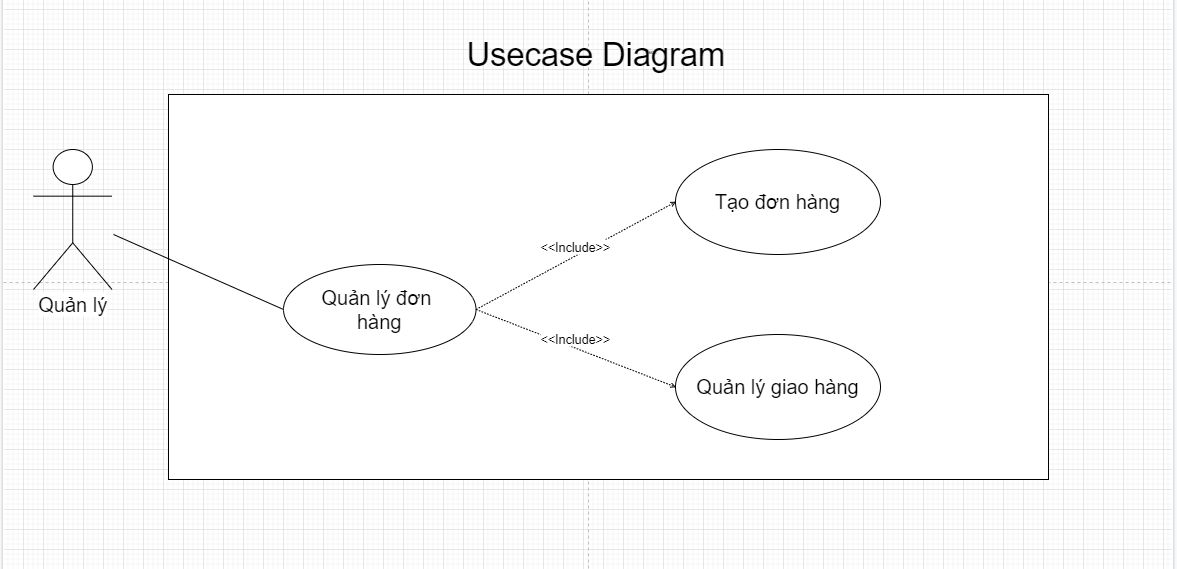 Usecase Diagram
Tạo đơn hàng
<<Include>>
Quản lý
Quản lý đơn
hàng
<<Include>>
Quản lý giao hàng